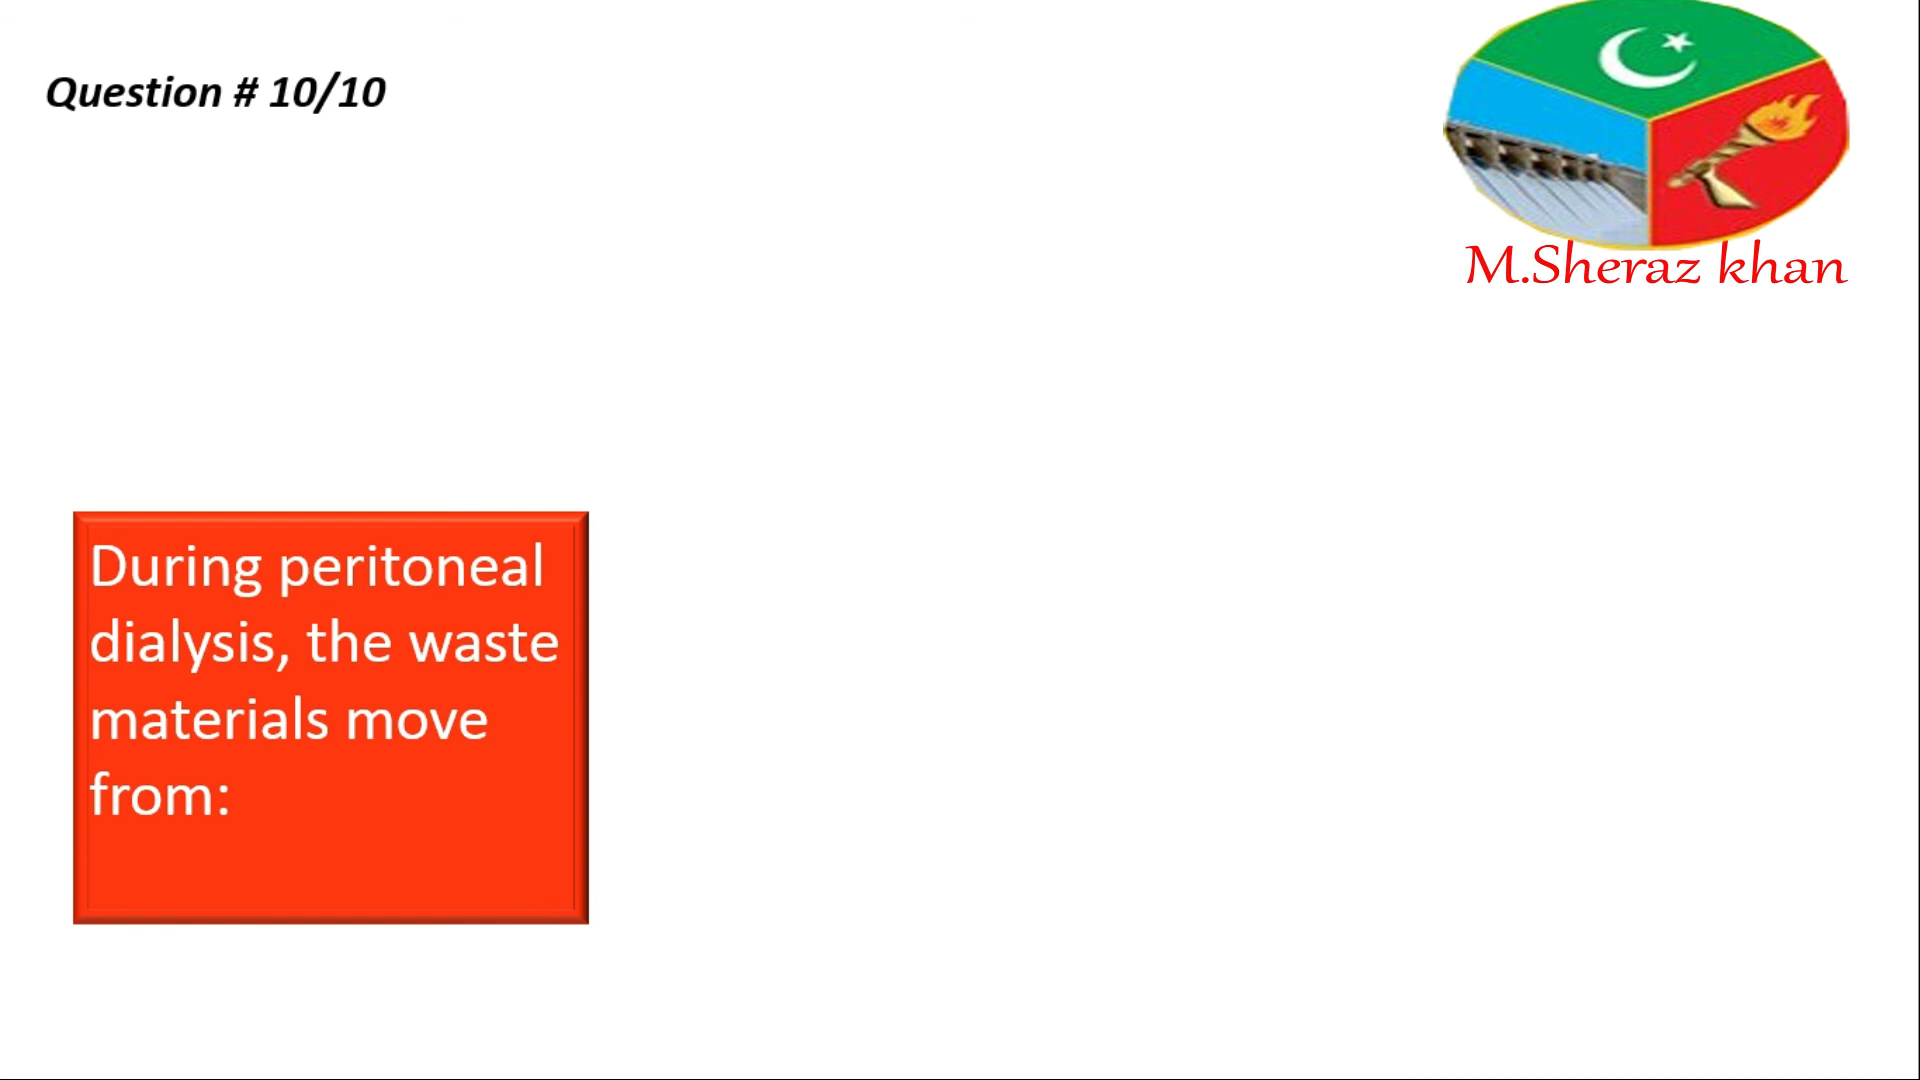 Question # 10/10
M.Sheraz khan
During peritoneal
dialysis, the waste
materials move
from: